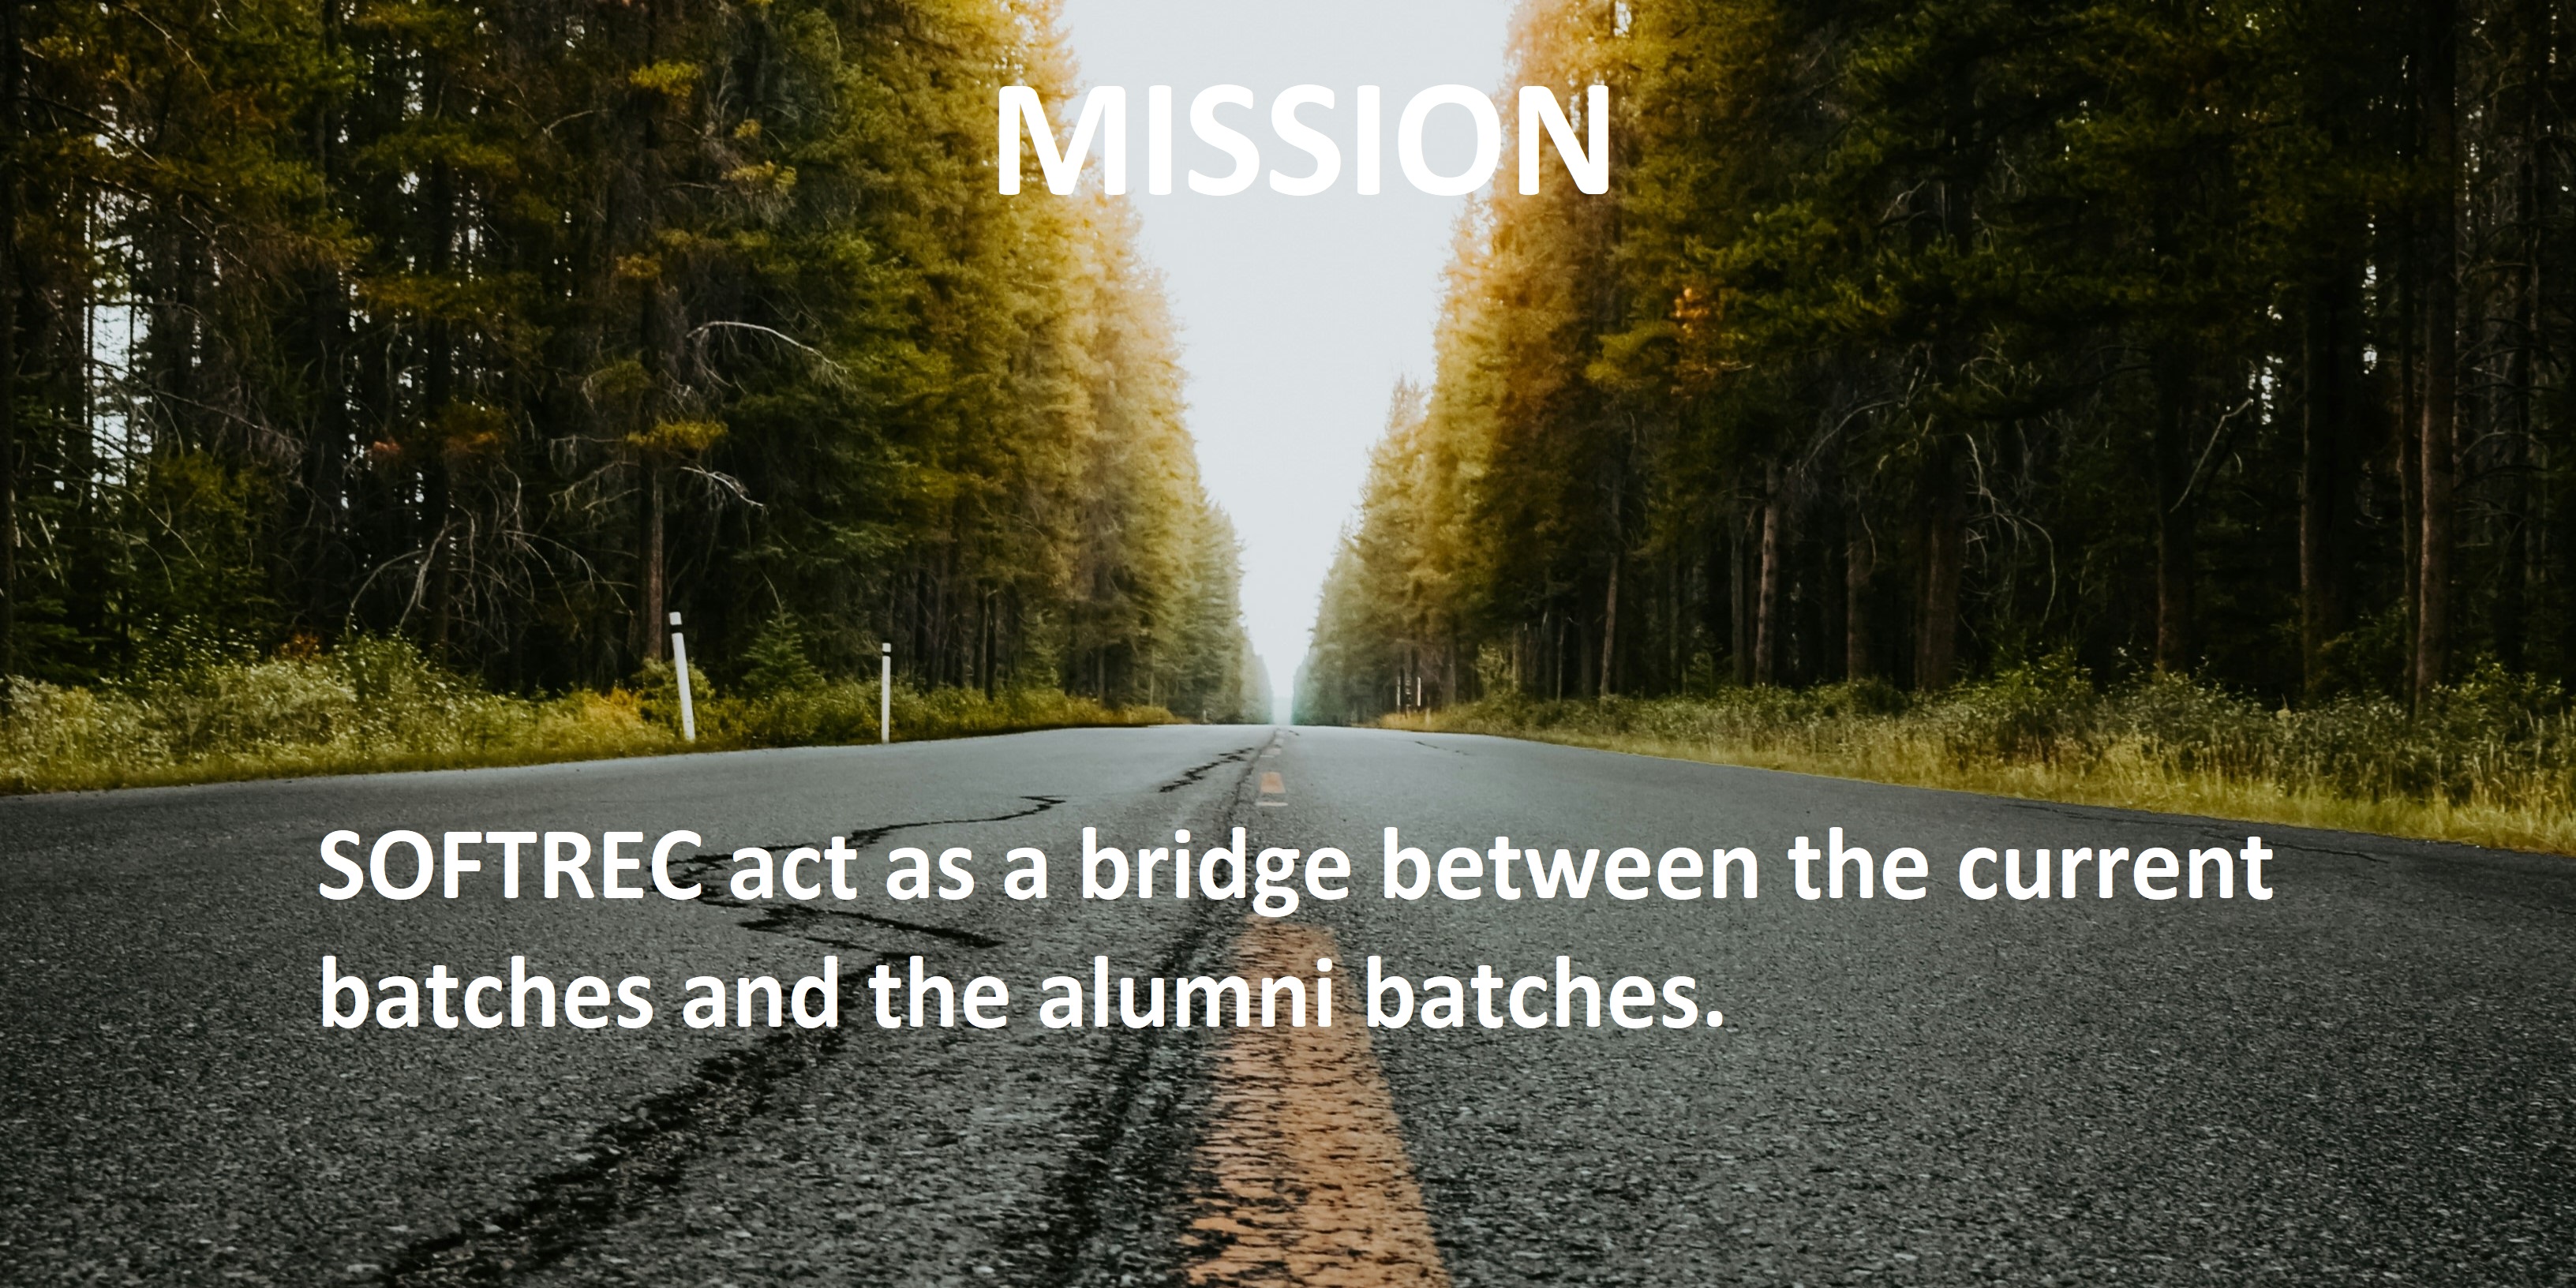 MISSION
SOFTREC act as a bridge between the current
batches and the alumni batches.